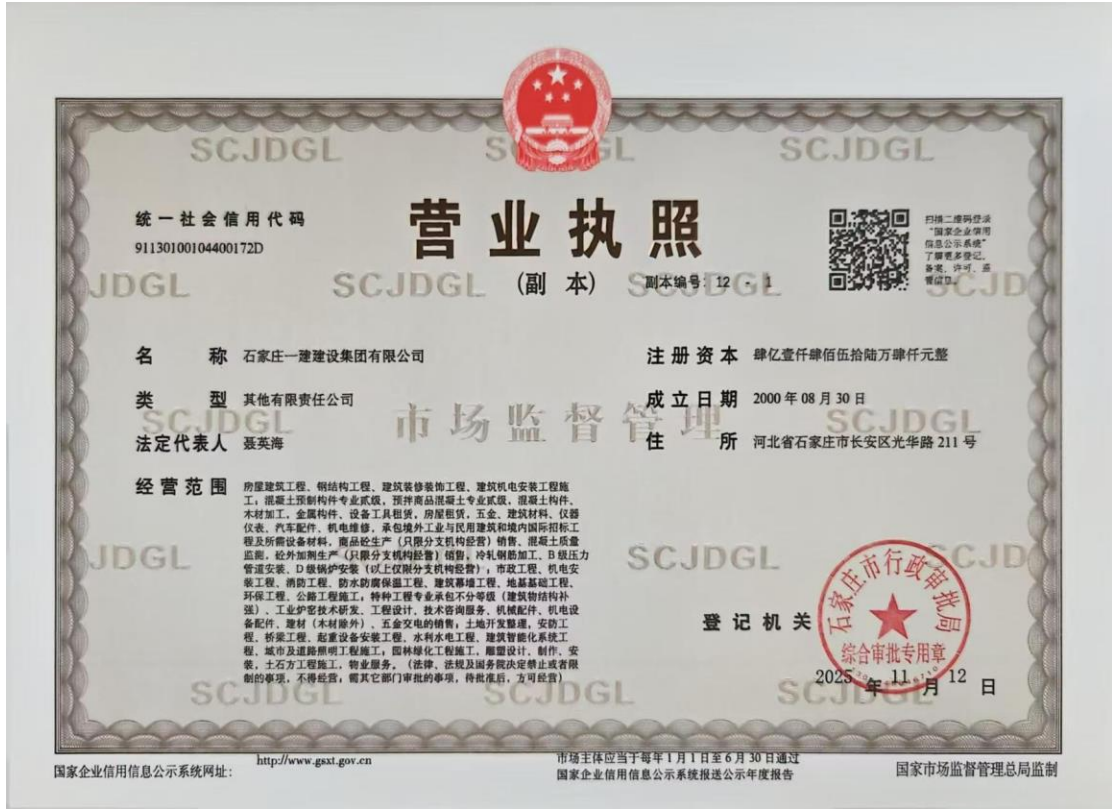 SCJDGL SCJDGL SCJDGL
统一社会信用代码
91130100104400172D
营业执照
(副 本) 副本编号:12 - 1
扫描二维码登录
“国家企业信用
信息公示系统”
了解更多登记、
备案、许可、监
管信息。
JDGL SCJDGL SCJDGL SCJD
名 称 石家庄一建建设集团有限公司
类 型 其他有限责任公司
法定代表人 聂英海
注册资本 肆亿壹仟肆佰伍拾陆万肆仟元整
成立日期 2000 年 08 月 30 日
住 所 河北省石家庄市长安区光华路 211 号
SCJDGL 市场监督管理 SCJDGL
经营范围 房屋建筑工程、钢结构工程、建筑装修装饰工程、建筑机电安装工程施
工;混凝土预制构件专业贰级,预拌商品混凝土专业贰级,混凝土构件、
木材加工,金属构件、设备工具租赁,房屋租赁,五金、建筑材料、仪器
仪表、汽车配件、机电维修,承包境外工业与民用建筑和境内国际招标工
程及所需设备材料,商品砼生产(只限分支机构经营)销售、混凝土质量
监测,砼外加剂生产(只限分支机构经营)销售,冷轧钢筋加工、B 级压力
管道安装、D 级锅炉安装(以上仅限分支机构经营);市政工程、机电安
装工程、消防工程、防水防腐保温工程、建筑幕墙工程、地基基础工程、
环保工程、公路工程施工;特种工程专业承包不分等级(建筑物结构补
强)、工业炉窑技术研发、工程设计、技术咨询服务、机械配件、机电设
备配件、建材(木材除外)、五金交电的销售;土地开发整理,安防工
程、桥梁工程、起重设备安装工程、水利水电工程、建筑智能化系统工
程、城市及道路照明工程施工;园林绿化工程施工,雕塑设计、制作、安
装,土石方工程施工,物业服务。(法律、法规及国务院决定禁止或者限
制的事项,不得经营;需其它部门审批的事项,待批准后,方可经营)
JDGL SCJDGL SCJDGL SCJD
登记机关
石家庄市行政审批局
综合审批专用章
2025 年 11 月 12 日
SCJDGL SCJDGL SCJDGL
国家企业信用信息公示系统网址: http://www.gsxt.gov.cn
市场主体应当于每年 1 月 1 日至 6 月 30 日通过
国家企业信用信息公示系统报送公示年度报告
国家市场监督管理总局监制